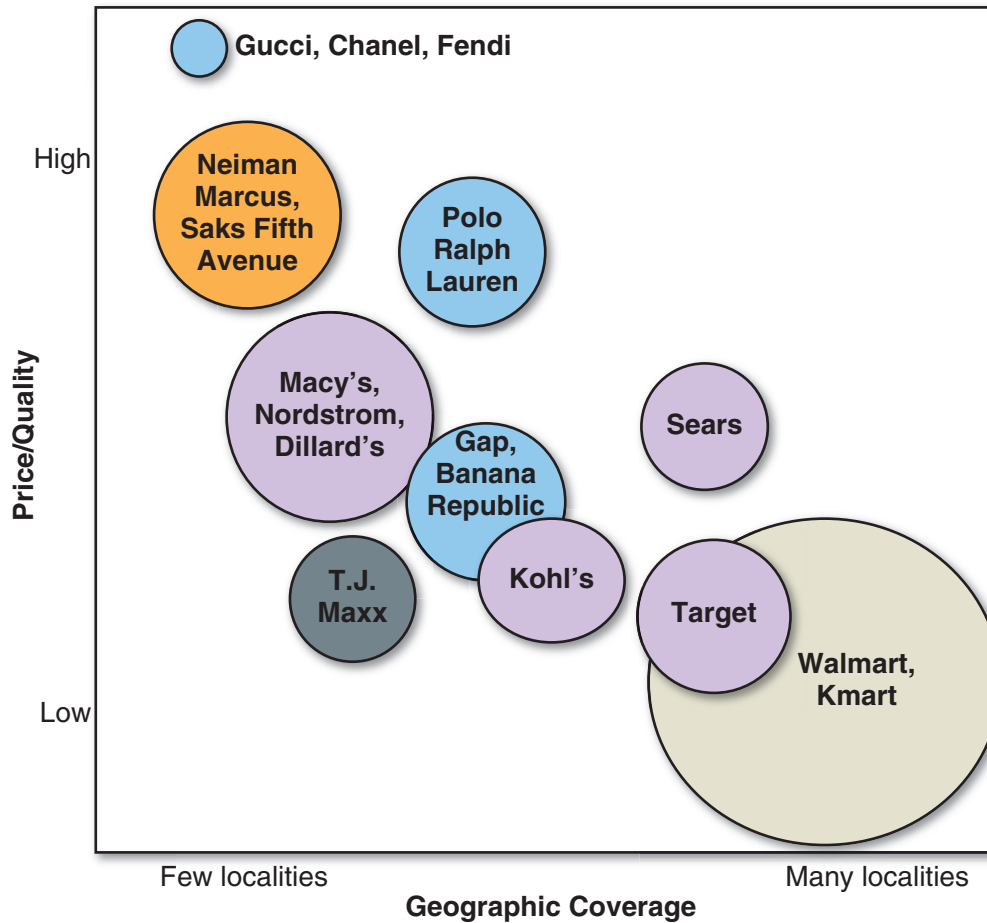 Gucci, Chanel, Fendi
High
Neiman
Marcus,
Saks Fifth
Avenue
Polo
Ralph
Lauren
Price/Quality
Macy’s,
Nordstrom,
Dillard’s
Sears
Gap,
Banana
Republic
T.J.
Maxx
Kohl’s
Target
Walmart,
Kmart
Low
Few localities
Many localities
Geographic Coverage